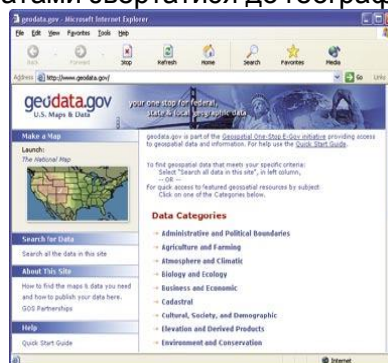 атами звертатися до географ
geodata.gov - Microsoft Internet Explorer
File Edit View Favorites Tools Help
Back Forward Stop Refresh Home Search Favorites Media
Address http://www.geodata.gov/ Go Links
geodata.gov
U.S. Maps & Data
your one stop for federal,
state & local geographic data
Make a Map
Launch:
The National Map
Search for Data
Search all the data in this site
About This Site
How to find the maps & data you need
and how to publish your data here.
GOS Partnerships
Help
Quick Start Guide
geodata.gov is part of the Geospatial One-Stop E-Gov initiative providing access
to geospatial data and information. For help use the Quick Start Guide.
To find geospatial data that meets your specific criteria:
Select "Search all data in this site", in left column,
-- OR --
For quick access to featured geospatial resources by subject:
Click on one of the Categories below.
Data Categories
→ Administrative and Political Boundaries
→ Agriculture and Farming
→ Atmosphere and Climatic
→ Biology and Ecology
→ Business and Economic
→ Cadastral
→ Cultural, Society, and Demographic
→ Elevation and Derived Products
→ Environment and Conservation
Internet